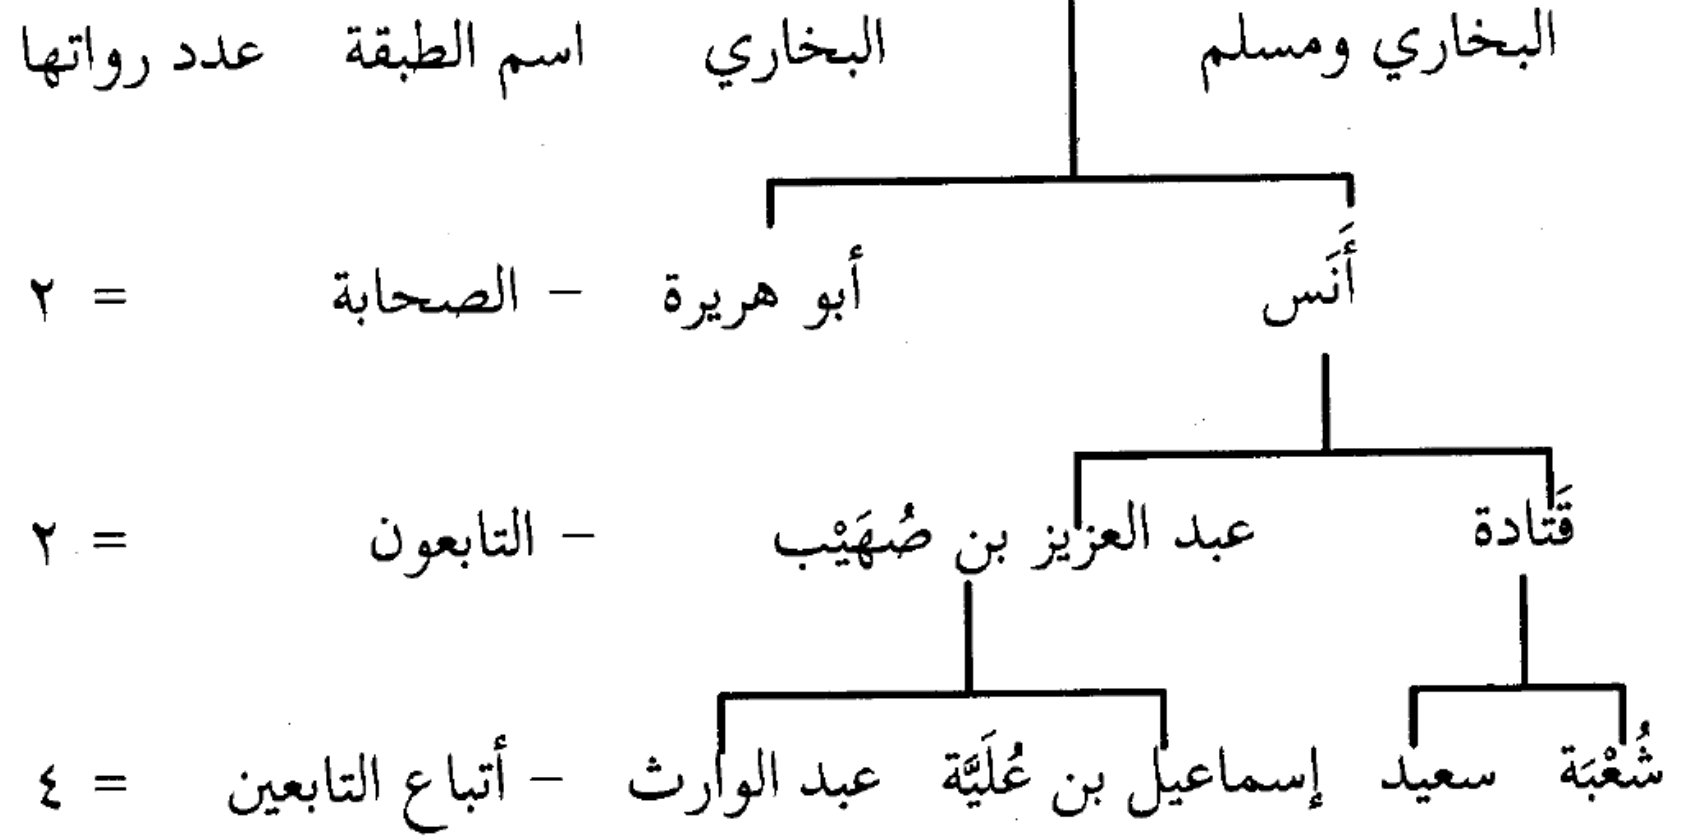 البخاري ومسلم البخاري اسم الطبقة عدد رواتها
أَنَس أبو هريرة - الصحابة = ٢
قَتادة عبد العزيز بن صُهَيْب - التابعون = ٢
شُعْبَة سعيد إسماعيل بن عُلَيَّة عبد الوارث - أتباع التابعين = ٤